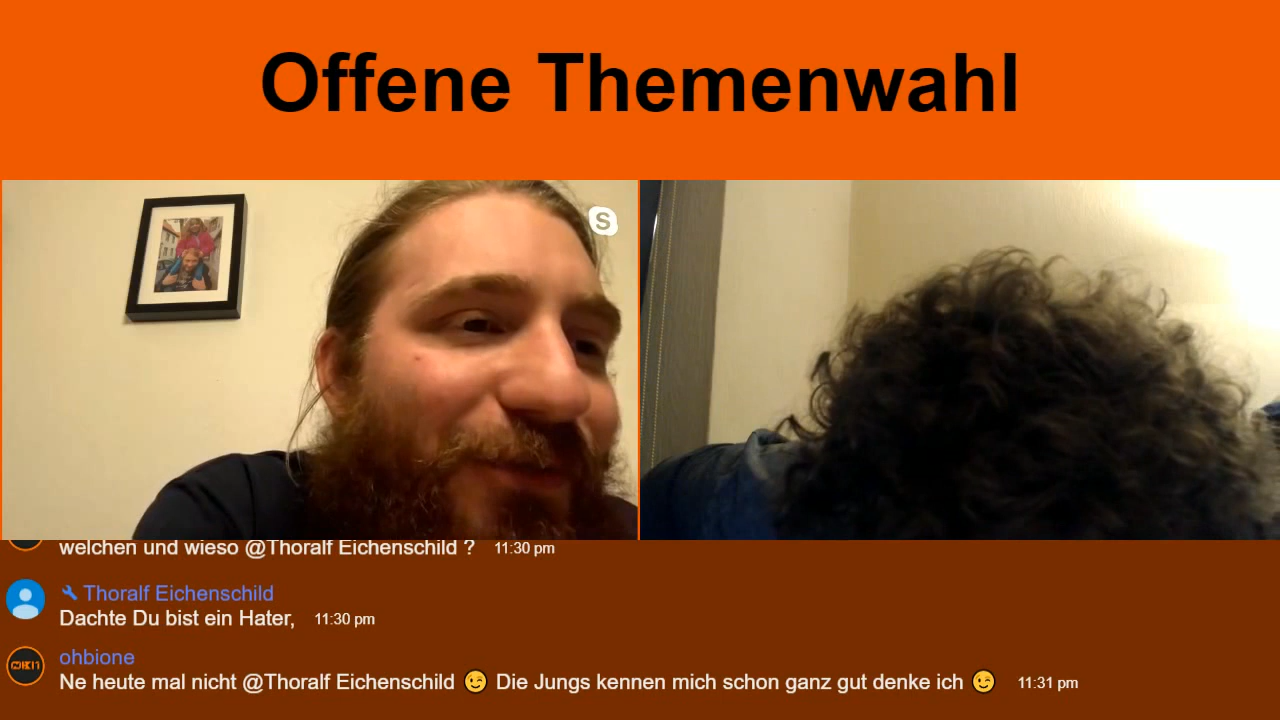 Offene Themenwahl
S
welchen und wieso @Thoralf Eichenschild ? 11:30 pm
Thoralf Eichenschild
Dachte Du bist ein Hater, 11:30 pm
ohbione
Ne heute mal nicht @Thoralf Eichenschild 😉 Die Jungs kennen mich schon ganz gut denke ich 😉 11:31 pm